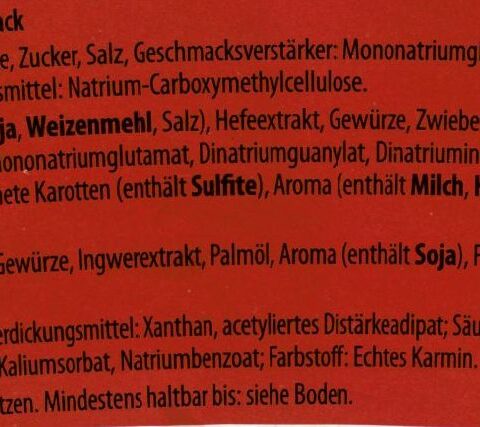 ack
e, Zucker, Salz, Geschmacksverstärker: Mononatriumgl
smittel: Natrium-Carboxymethylcellulose.
ja, Weizenmehl, Salz), Hefeextrakt, Gewürze, Zwiebe
mononatriumglutamat, Dinatriumguanylat, Dinatriumin
nete Karotten (enthält Sulfite), Aroma (enthält Milch,
Gewürze, Ingwerextrakt, Palmöl, Aroma (enthält Soja),
erdickungsmittel: Xanthan, acetyliertes Distärkeadipat; Säu
Kaliumsorbat, Natriumbenzoat; Farbstoff: Echtes Karmin.
tzen. Mindestens haltbar bis: siehe Boden.